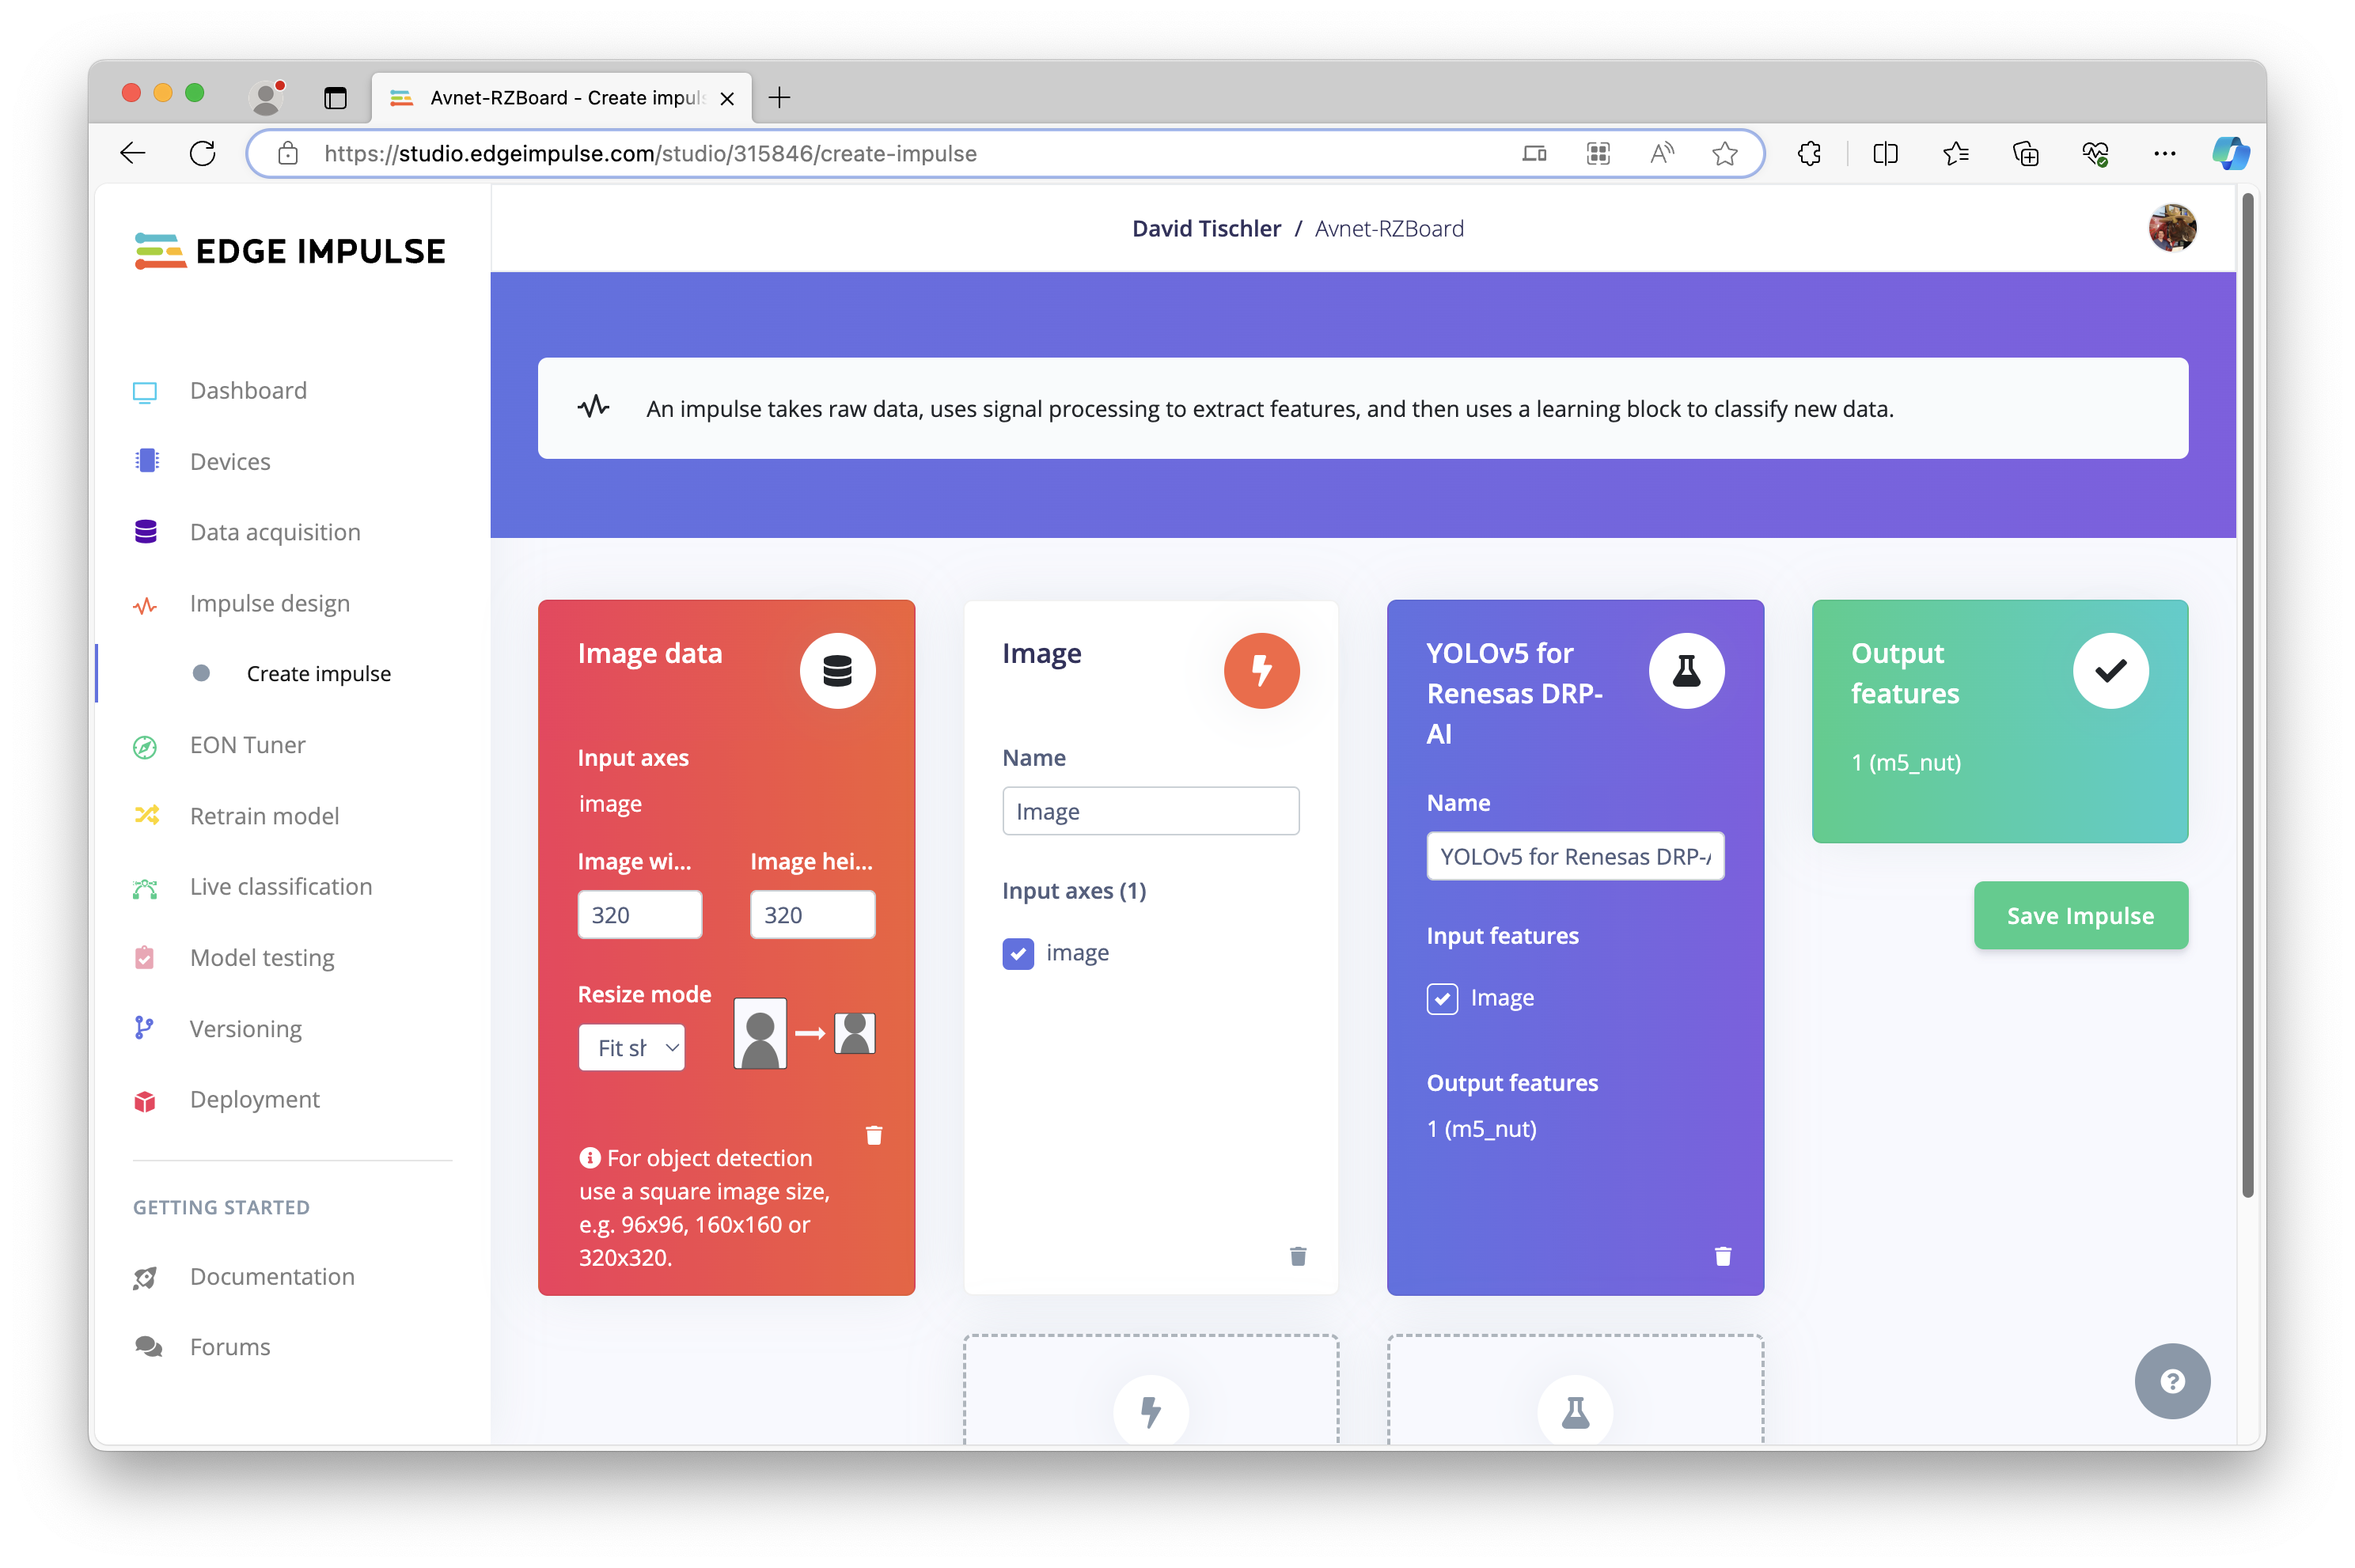 Avnet-RZBoard - Create impuls
https://studio.edgeimpulse.com/studio/315846/create-impulse
EDGE IMPULSE
David Tischler / Avnet-RZBoard
Dashboard
Devices
Data acquisition
Impulse design
Create impulse
EON Tuner
Retrain model
Live classification
Model testing
Versioning
Deployment
GETTING STARTED
Documentation
Forums
An impulse takes raw data, uses signal processing to extract features, and then uses a learning block to classify new data.
Image data
Input axes
image
Image wi...
Image hei...
320
320
Resize mode
Fit sh
For object detection
use a square image size,
e.g. 96x96, 160x160 or
320x320.
Image
Name
Image
Input axes (1)
image
YOLOv5 for
Renesas DRP-
AI
Name
YOLOv5 for Renesas DRP-A
Input features
Image
Output features
1 (m5_nut)
Output
features
1 (m5_nut)
Save Impulse